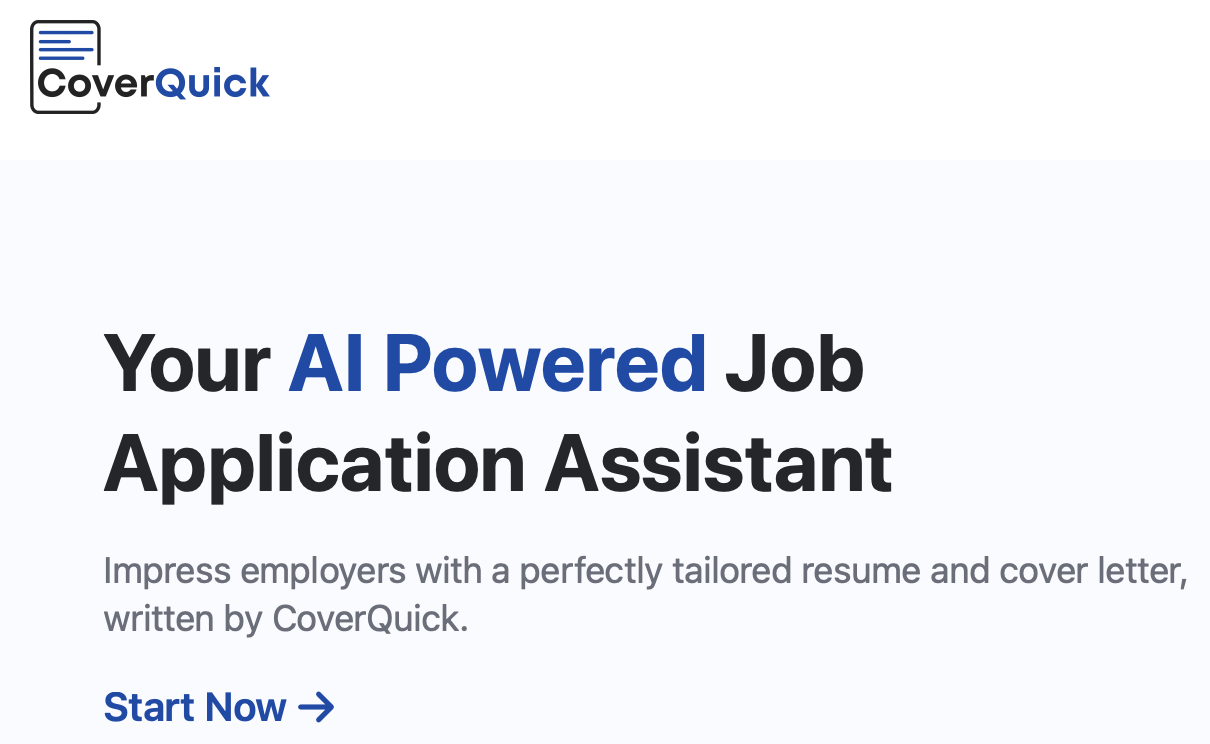 CoverQuick
Your AI Powered Job
Application Assistant
Impress employers with a perfectly tailored resume and cover letter,
written by CoverQuick.
Start Now →